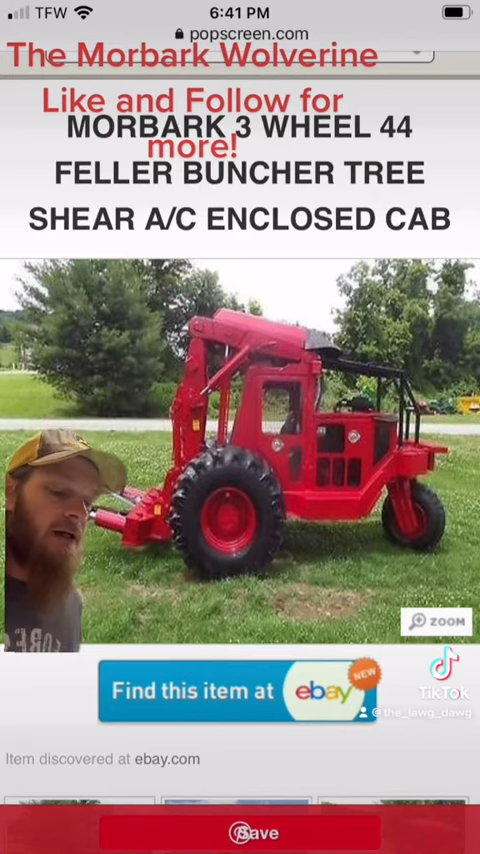 TFW
6:41 PM
popscreen.com
The Morbark Wolverine
Like and Follow for
more!
MORBARK 3 WHEEL 44
FELLER BUNCHER TREE
SHEAR A/C ENCLOSED CAB
ZOOM
Find this item at
ebay
NEW
TikTok
@the_lawg_dawg
Item discovered at ebay.com
Save